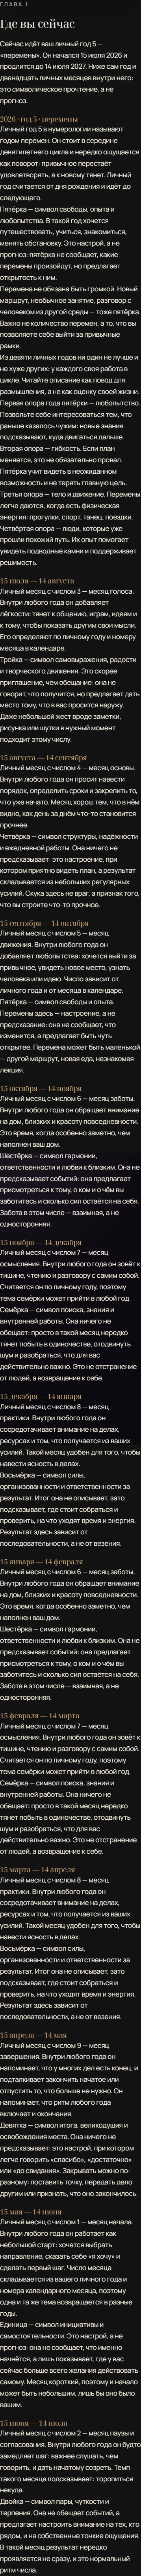 ГЛАВА 1
Где вы сейчас
Сейчас идёт ваш личный год 5 —
«перемены». Он начался 15 июля 2026 и
продлится до 14 июля 2027. Ниже сам год и
двенадцать личных месяцев внутри него:
это символическое прочтение, а не
прогноз.
2026 · год 5 · перемены
Личный год 5 в нумерологии называют
годом перемен. Он стоит в середине
девятилетнего цикла и нередко ощущается
как поворот: привычное перестаёт
удовлетворять, а к новому тянет. Личный
год считается от дня рождения и идёт до
следующего.
Пятёрка — символ свободы, опыта и
любопытства. В такой год хочется
путешествовать, учиться, знакомиться,
менять обстановку. Это настрой, а не
прогноз: пятёрка не сообщает, какие
перемены произойдут, но предлагает
открытость к ним.
Перемена не обязана быть громкой. Новый
маршрут, необычное занятие, разговор с
человеком из другой среды — тоже пятёрка.
Важно не количество перемен, а то, что вы
позволяете себе выйти за привычные
рамки.
Из девяти личных годов ни один не лучше и
не хуже других: у каждого своя работа в
цикле. Читайте описание как повод для
размышления, а не как оценку своей жизни.
Первая опора года пятёрки — любопытство.
Позвольте себе интересоваться тем, что
раньше казалось чужим: новые знания
подсказывают, куда двигаться дальше.
Вторая опора — гибкость. Если план
меняется, это не обязательно провал.
Пятёрка учит видеть в неожиданном
возможность и не терять главную цель.
Третья опора — тело и движение. Перемены
легче даются, когда есть физическая
энергия: прогулки, спорт, танец, поездки.
Четвёртая опора — люди, которые уже
прошли похожий путь. Их опыт помогает
увидеть подводные камни и поддерживает
решимость.
15 июля — 14 августа
Личный месяц с числом 3 — месяц голоса.
Внутри любого года он добавляет
лёгкости: тянет к общению, играм, идеям и
к тому, чтобы показать другим свои мысли.
Его определяют по личному году и номеру
месяца в календаре.
Тройка — символ самовыражения, радости
и творческого движения. Это скорее
приглашение, чем обещание: она не
говорит, что получится, но предлагает дать
место тому, что в вас просится наружу.
Даже небольшой жест вроде заметки,
рисунка или шутки в нужный момент
подходит этому числу.
15 августа — 14 сентября
Личный месяц с числом 4 — месяц основы.
Внутри любого года он просит навести
порядок, определить сроки и закрепить то,
что уже начато. Месяц хорош тем, что в нём
видно, как день за днём что-то становится
прочнее.
Четвёрка — символ структуры, надёжности
и ежедневной работы. Она ничего не
предсказывает: это настроение, при
котором приятно видеть план, а результат
складывается из небольших регулярных
усилий. Скука здесь не враг, а признак того,
что вы строите что-то прочное.
15 сентября — 14 октября
Личный месяц с числом 5 — месяц
движения. Внутри любого года он
добавляет любопытства: хочется выйти за
привычное, увидеть новое место, узнать
человека или идею. Число зависит от
личного года и от месяца в календаре.
Пятёрка — символ свободы и опыта.
Перемены здесь — настроение, а не
предсказание: она не сообщает, что
изменится, а предлагает быть чуть
открытее. Перемена может быть маленькой
— другой маршрут, новая еда, незнакомая
лекция.
15 октября — 14 ноября
Личный месяц с числом 6 — месяц заботы.
Внутри любого года он обращает внимание
на дом, близких и красоту повседневности.
Это время, когда особенно заметно, чем
наполнен ваш дом.
Шестёрка — символ гармонии,
ответственности и любви к близким. Она не
предсказывает событий: она предлагает
присмотреться к тому, о ком и о чём вы
заботитесь и сколько сил остаётся на себя.
Забота в этом числе — взаимная, а не
односторонняя.
15 ноября — 14 декабря
Личный месяц с числом 7 — месяц
осмысления. Внутри любого года он зовёт к
тишине, чтению и разговору с самим собой.
Считается он по личному году, поэтому
тема семёрки может прийти в любой год.
Семёрка — символ поиска, знания и
внутренней работы. Она ничего не
обещает: просто в такой месяц нередко
тянет побыть в одиночестве, отодвинуть
шум и разобраться, что для вас
действительно важно. Это не отстранение
от людей, а возвращение к себе.
15 декабря — 14 января
Личный месяц с числом 8 — месяц
практики. Внутри любого года он
сосредотачивает внимание на делах,
ресурсах и том, что получается из ваших
усилий. Такой месяц удобен для того, чтобы
навести ясность в делах.
Восьмёрка — символ силы,
организованности и ответственности за
результат. Итог она не описывает, зато
подсказывает, где стоит собраться и
проверить, на что уходят время и энергия.
Результат здесь зависит от
последовательности, а не от везения.
15 января — 14 февраля
Личный месяц с числом 6 — месяц заботы.
Внутри любого года он обращает внимание
на дом, близких и красоту повседневности.
Это время, когда особенно заметно, чем
наполнен ваш дом.
Шестёрка — символ гармонии,
ответственности и любви к близким. Она не
предсказывает событий: она предлагает
присмотреться к тому, о ком и о чём вы
заботитесь и сколько сил остаётся на себя.
Забота в этом числе — взаимная, а не
односторонняя.
15 февраля — 14 марта
Личный месяц с числом 7 — месяц
осмысления. Внутри любого года он зовёт к
тишине, чтению и разговору с самим собой.
Считается он по личному году, поэтому
тема семёрки может прийти в любой год.
Семёрка — символ поиска, знания и
внутренней работы. Она ничего не
обещает: просто в такой месяц нередко
тянет побыть в одиночестве, отодвинуть
шум и разобраться, что для вас
действительно важно. Это не отстранение
от людей, а возвращение к себе.
15 марта — 14 апреля
Личный месяц с числом 8 — месяц
практики. Внутри любого года он
сосредотачивает внимание на делах,
ресурсах и том, что получается из ваших
усилий. Такой месяц удобен для того, чтобы
навести ясность в делах.
Восьмёрка — символ силы,
организованности и ответственности за
результат. Итог она не описывает, зато
подсказывает, где стоит собраться и
проверить, на что уходят время и энергия.
Результат здесь зависит от
последовательности, а не от везения.
15 апреля — 14 мая
Личный месяц с числом 9 — месяц
завершения. Внутри любого года он
напоминает, что у многих дел есть конец, и
подталкивает закончить начатое или
отпустить то, что больше не нужно. Он
напоминает, что ритм любого года
включает и окончания.
Девятка — символ итога, великодушия и
освобождения места. Она ничего не
предсказывает: это настрой, при котором
легче говорить «спасибо», «достаточно»
или «до свидания». Закрывать можно по-
разному: поставить точку, передать дело
другим или признать, что оно закончилось.
15 мая — 14 июня
Личный месяц с числом 1 — месяц начала.
Внутри любого года он работает как
небольшой старт: хочется выбрать
направление, сказать себе «я хочу» и
сделать первый шаг. Число месяца
складывается из вашего личного года и
номера календарного месяца, поэтому
одна и та же тема возвращается в разные
годы.
Единица — символ инициативы и
самостоятельности. Это настрой, а не
прогноз: она не сообщает, что именно
начнётся, а лишь показывает, где у вас
сейчас больше всего желания действовать
самому. Месяц короткий, поэтому и начало
может быть небольшим, лишь бы оно было
вашим.
15 июня — 14 июля
Личный месяц с числом 2 — месяц паузы и
согласования. Внутри любого года он будто
замедляет шаг: важнее слушать, чем
говорить, и дать начатому созреть. Темп
такого месяца подсказывает: торопиться
некуда.
Двойка — символ пары, чуткости и
терпения. Она не обещает событий, а
предлагает настроить внимание на тех, кто
рядом, и на собственные тонкие ощущения.
В такой месяц результат нередко
проявляется не сразу, и это нормальный
ритм числа.